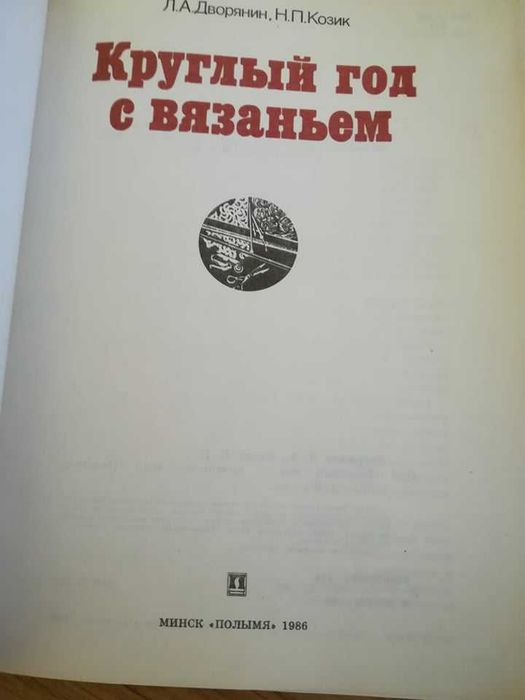 Л.А.Дворянин, Н.П.Козик
Круглый год
с вязаньем
МИНСК «ПОЛЫМЯ» 1986